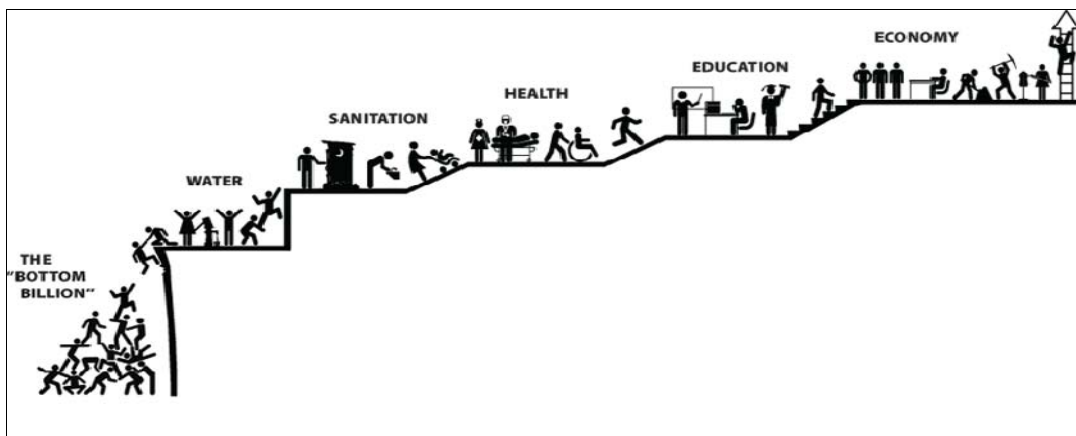 THE
"BOTTOM
BILLION"
WATER
SANITATION
HEALTH
EDUCATION
ECONOMY